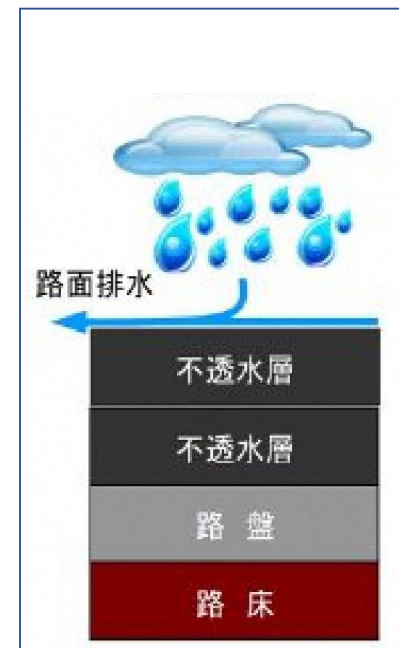 路面排水
不透水層
不透水層
路 盤
路 床